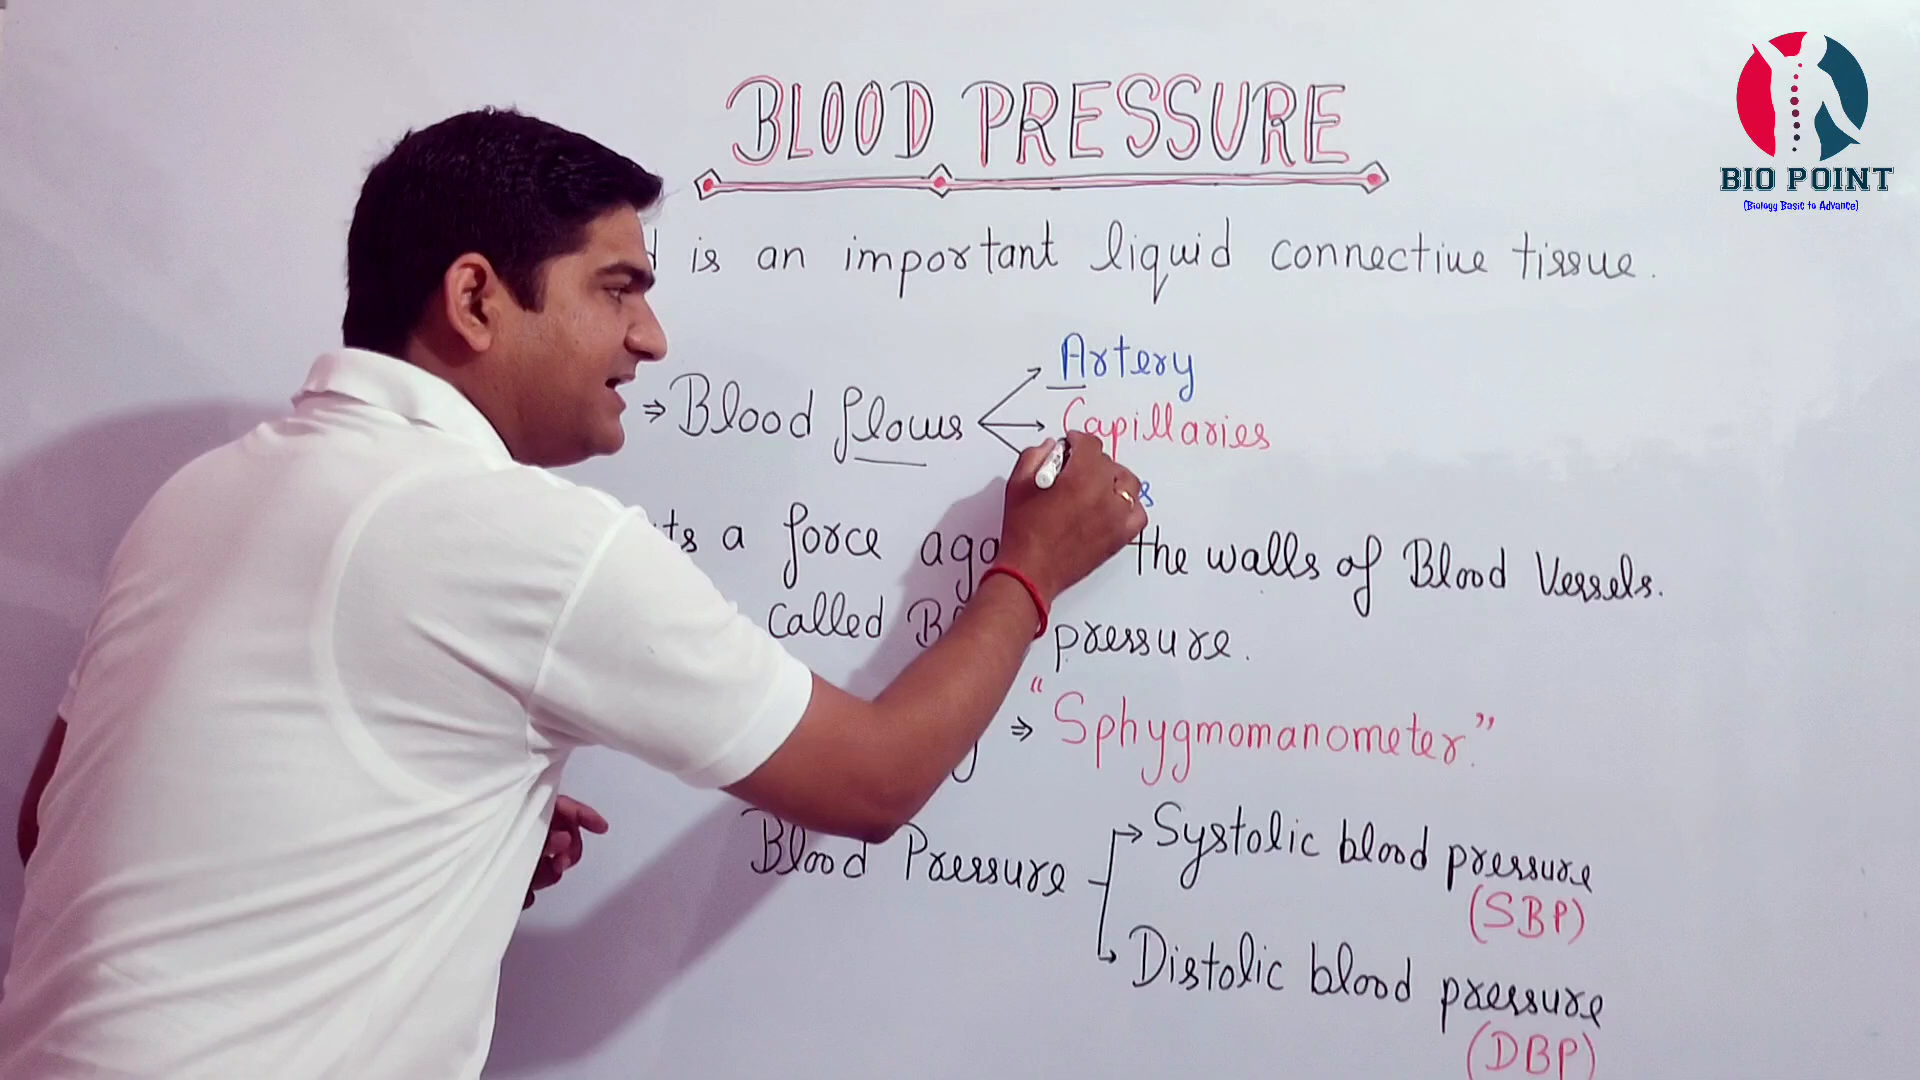 BLOOD PRESSURE
BIO POINT
(Biology Basic to Advance)
is an important liquid connective tissue.
⇒ Blood flows
Artery
Capillaries
a force the walls of Blood Vessels.
called pressure.
⇒ "Sphygmomanometer."
Blood Pressure
Systolic blood pressure
(SBP)
Distolic blood pressure
(DBP)